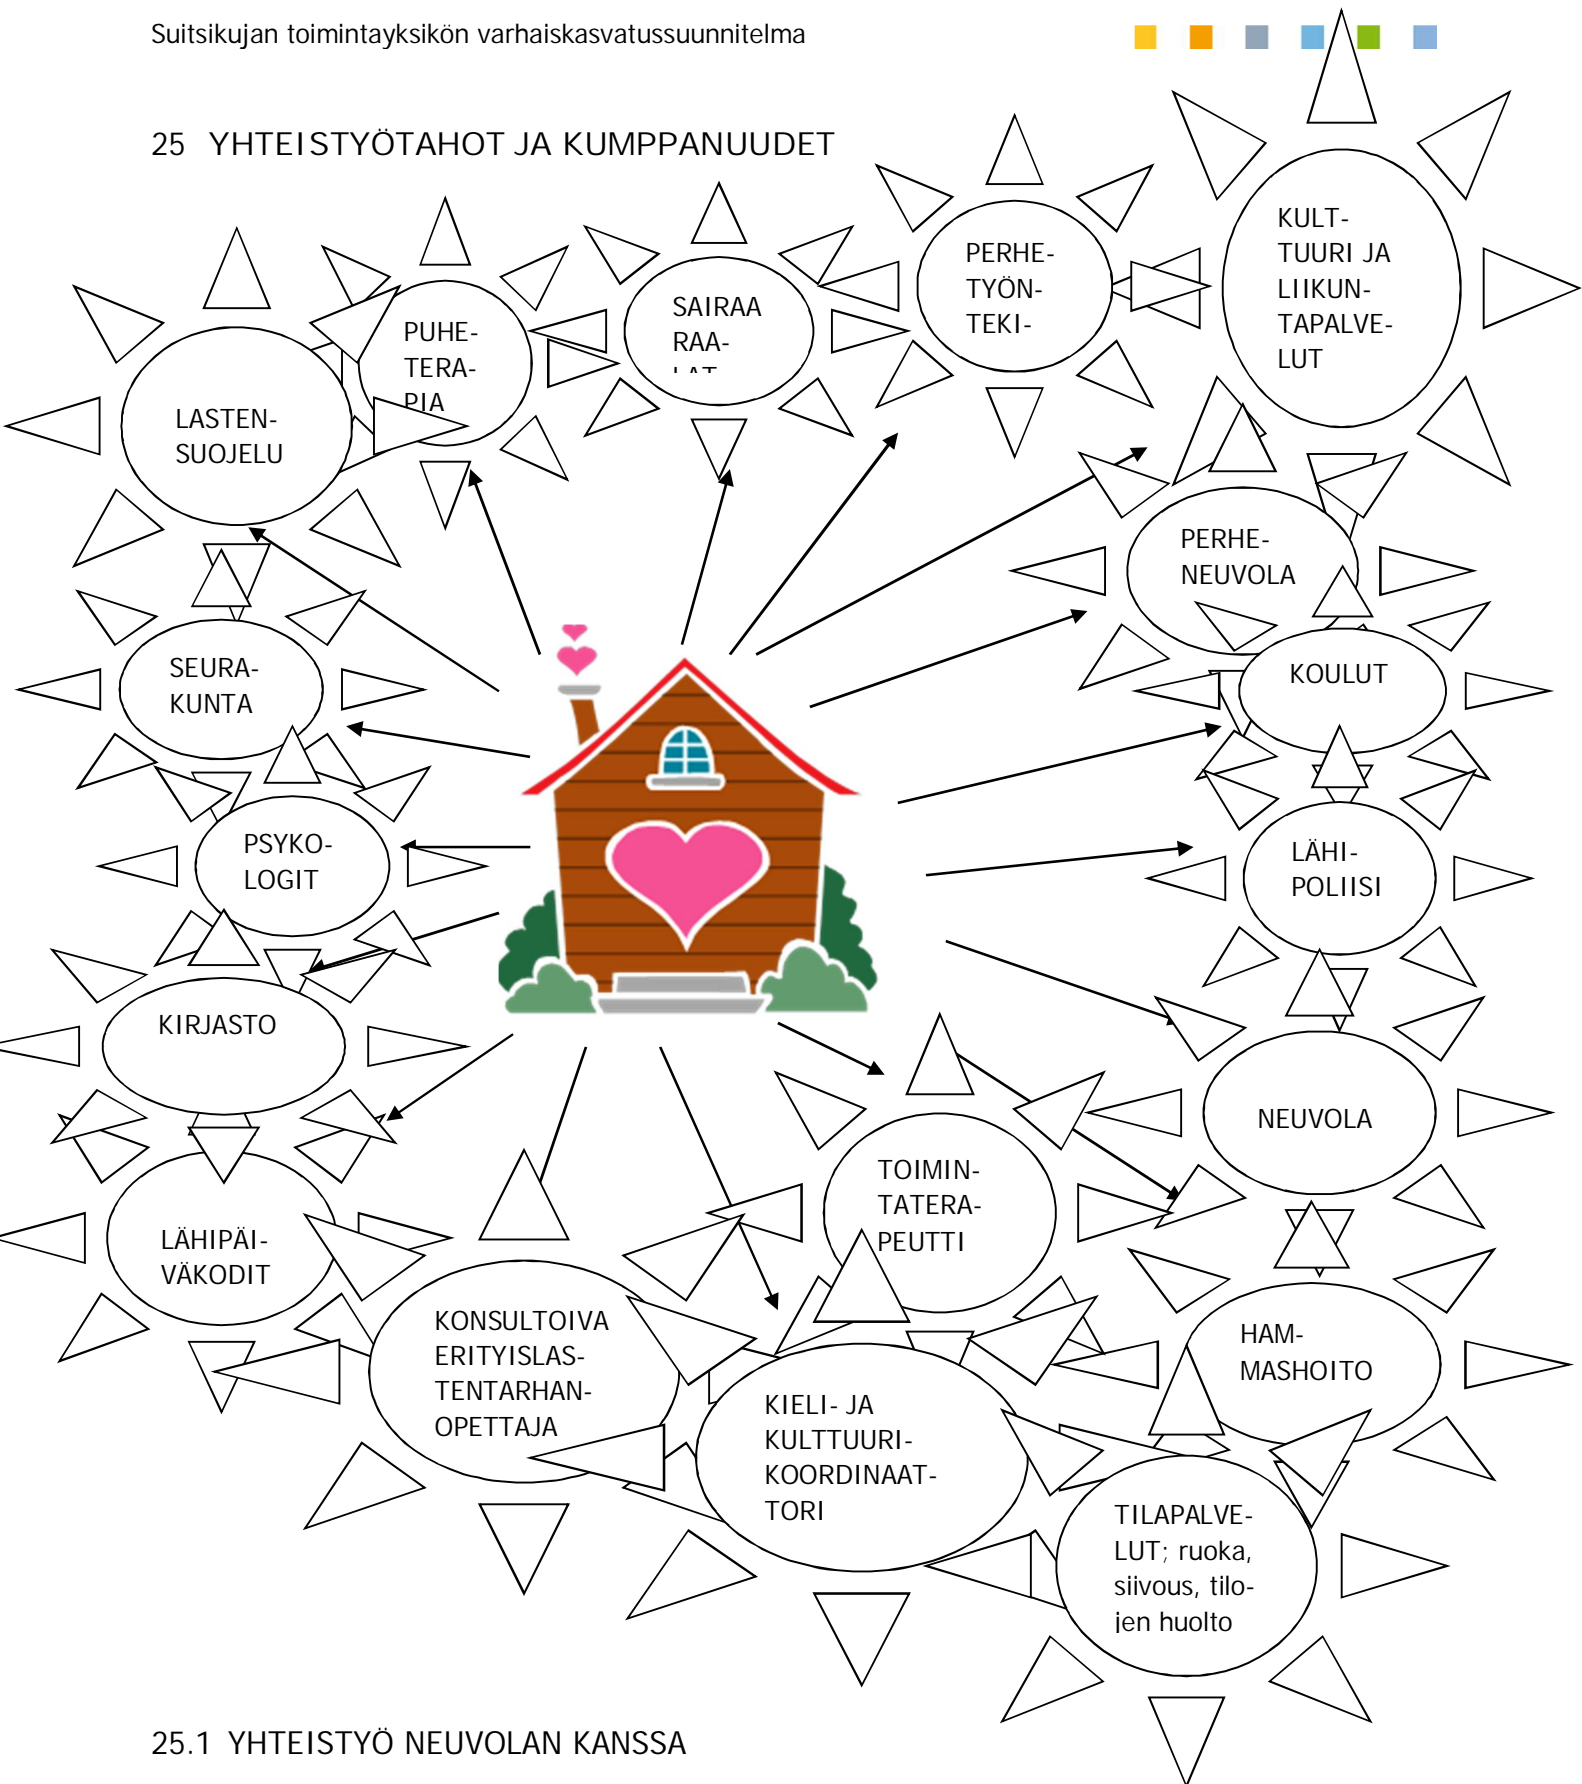 Suitsikujan toimintayksikön varhaiskasvatussuunnitelma
25 YHTEISTYÖTAHOT JA KUMPPANUUDET
KULT-
TUURI JA
LIIKUN-
TAPALVE-
LUT
PERHE-
TYÖN-
TEKI-
SAIRAA
RAA-
LAT
PUHE-
TERA-
PIA
LASTEN-
SUOJELU
PERHE-
NEUVOLA
SEURA-
KUNTA
KOULUT
PSYKO-
LOGIT
LÄHI-
POLIISI
KIRJASTO
NEUVOLA
TOIMIN-
TATERA-
PEUTTI
LÄHIPÄI-
VÄKODIT
KONSULTOIVA
ERITYISLAS-
TENTARHAN-
OPETTAJA
HAM-
MASHOITO
KIELI- JA
KULTTUURI-
KOORDINAAT-
TORI
TILAPALVE-
LUT; ruoka,
siivous, tilo-
jen huolto
25.1 YHTEISTYÖ NEUVOLAN KANSSA